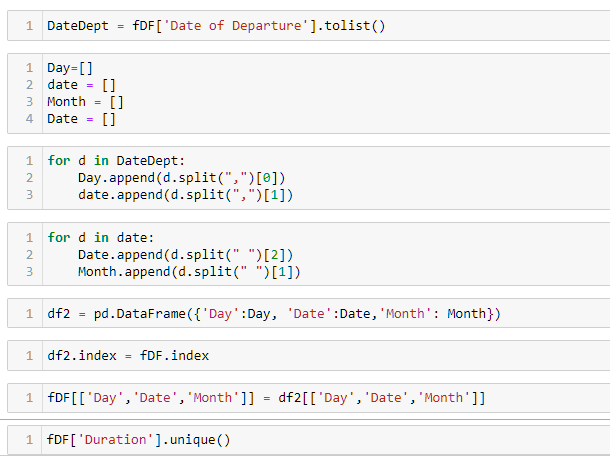 1 DateDept = fDF['Date of Departure'].tolist()
1 Day=[]
2 date = []
3 Month = []
4 Date = []
1 for d in DateDept:
2     Day.append(d.split(",")[0])
3     date.append(d.split(",")[1])
1 for d in date:
2     Date.append(d.split(" ")[2])
3     Month.append(d.split(" ")[1])
1 df2 = pd.DataFrame({'Day':Day, 'Date':Date,'Month': Month})
1 df2.index = fDF.index
1 fDF[['Day','Date','Month']] = df2[['Day','Date','Month']]
1 fDF['Duration'].unique()